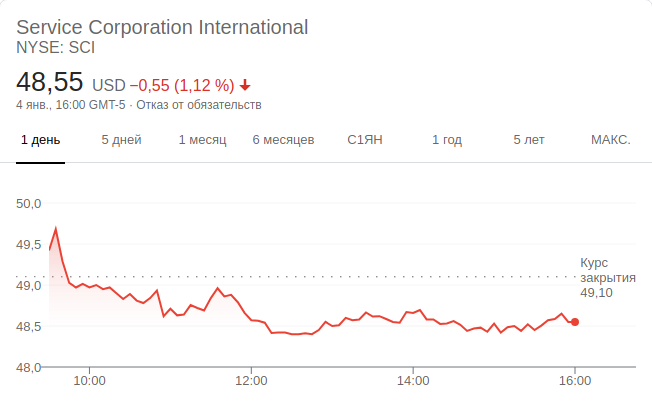 Service Corporation International
NYSE: SCI
48,55 USD −0,55 (1,12 %)
4 янв., 16:00 GMT-5 · Отказ от обязательств
1 день 5 дней 1 месяц 6 месяцев С1ЯН 1 год 5 лет МАКС.
50,0
49,5
Курс
закрытия
49,10
49,0
48,5
48,0
10:00 12:00 14:00 16:00